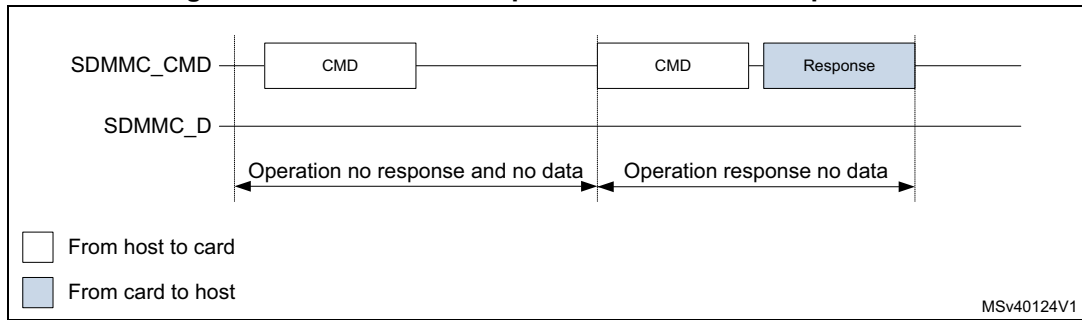 SDMMC_CMD
CMD
CMD
Response
SDMMC_D
Operation no response and no data
Operation response no data
From host to card
From card to host
MSv40124V1